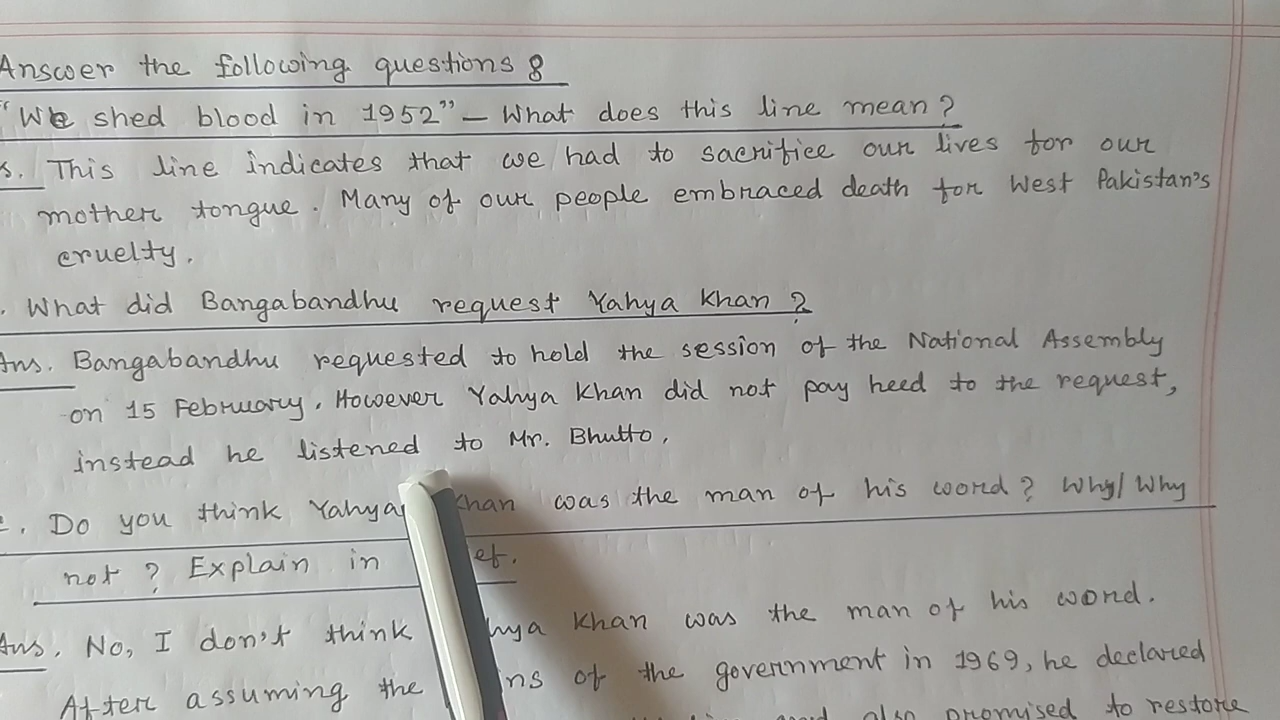 Answer the following questions 8
"We shed blood in 1952" – What does this line mean?
s. This line indicates that we had to sacrifice our lives for our
mother tongue. Many of our people embraced death for West Pakistan's
cruelty.
. What did Bangabandhu request Yahya Khan?
Ans. Bangabandhu requested to hold the session of the National Assembly
on 15 February. However Yahya Khan did not pay heed to the request,
instead he listened to Mr. Bhutto.
. Do you think Yahya Khan was the man of his word? Why/Why
not? Explain in ef.
Ans. No, I don't think hya Khan was the man of his word.
After assuming the ins of the government in 1969, he declared
also promised to restore